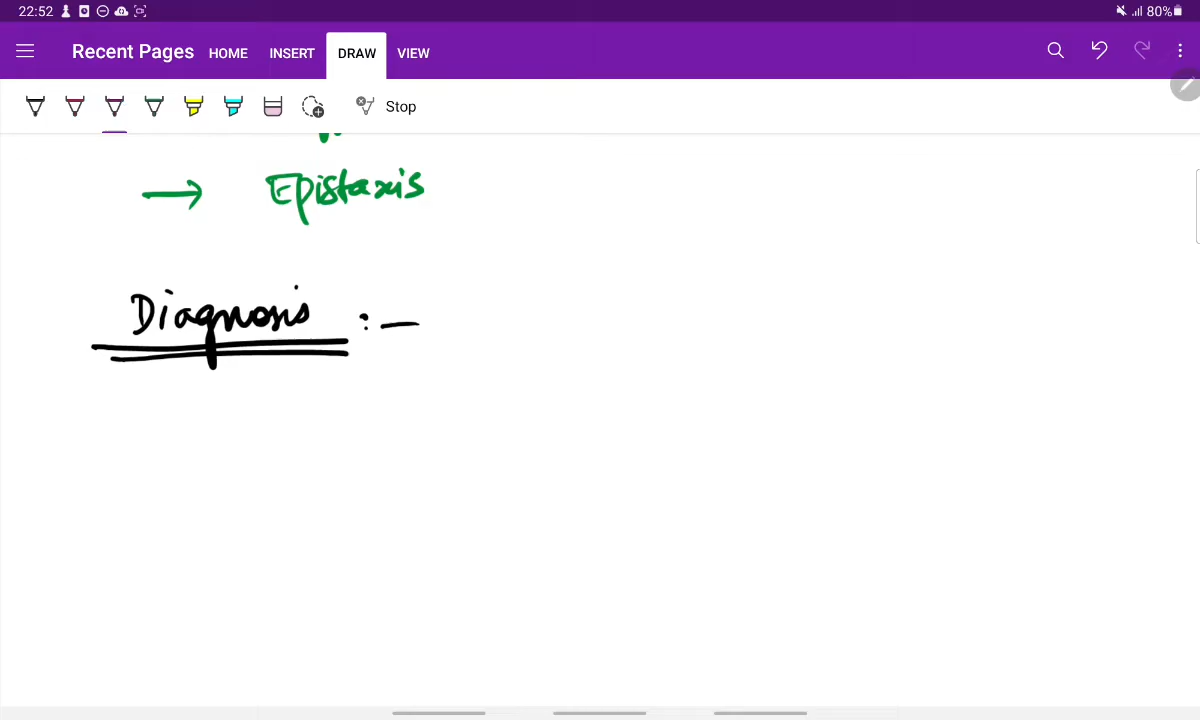 22:52 80%
Recent Pages HOME INSERT DRAW VIEW
Stop
→ Epistaxis
Diagnosis :—